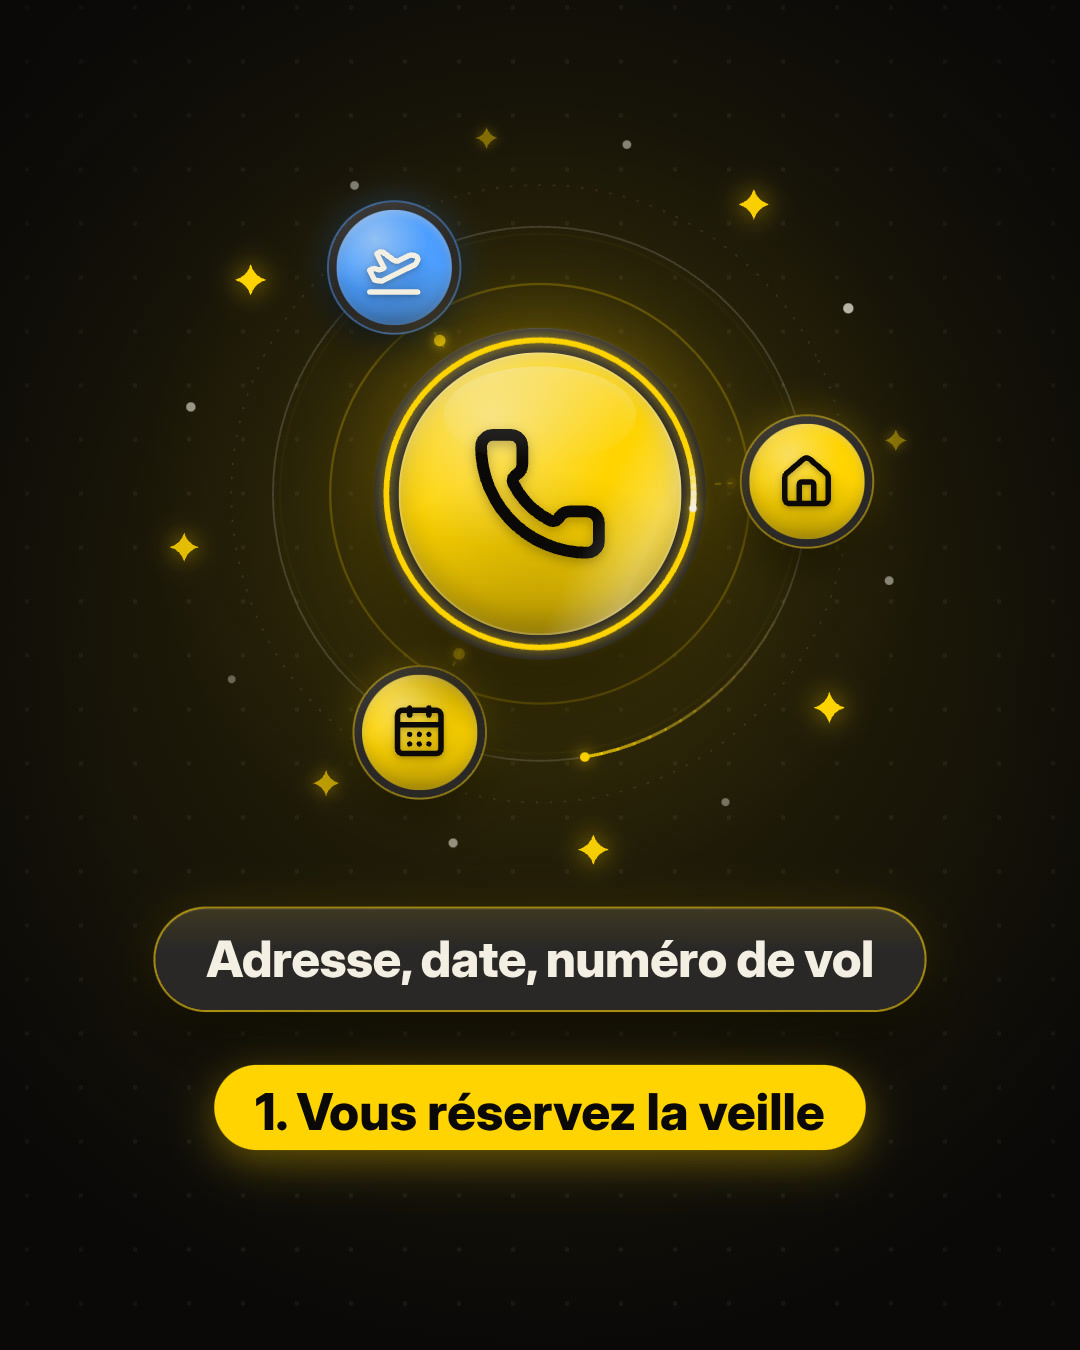 Adresse, date, numéro de vol
1. Vous réservez la veille